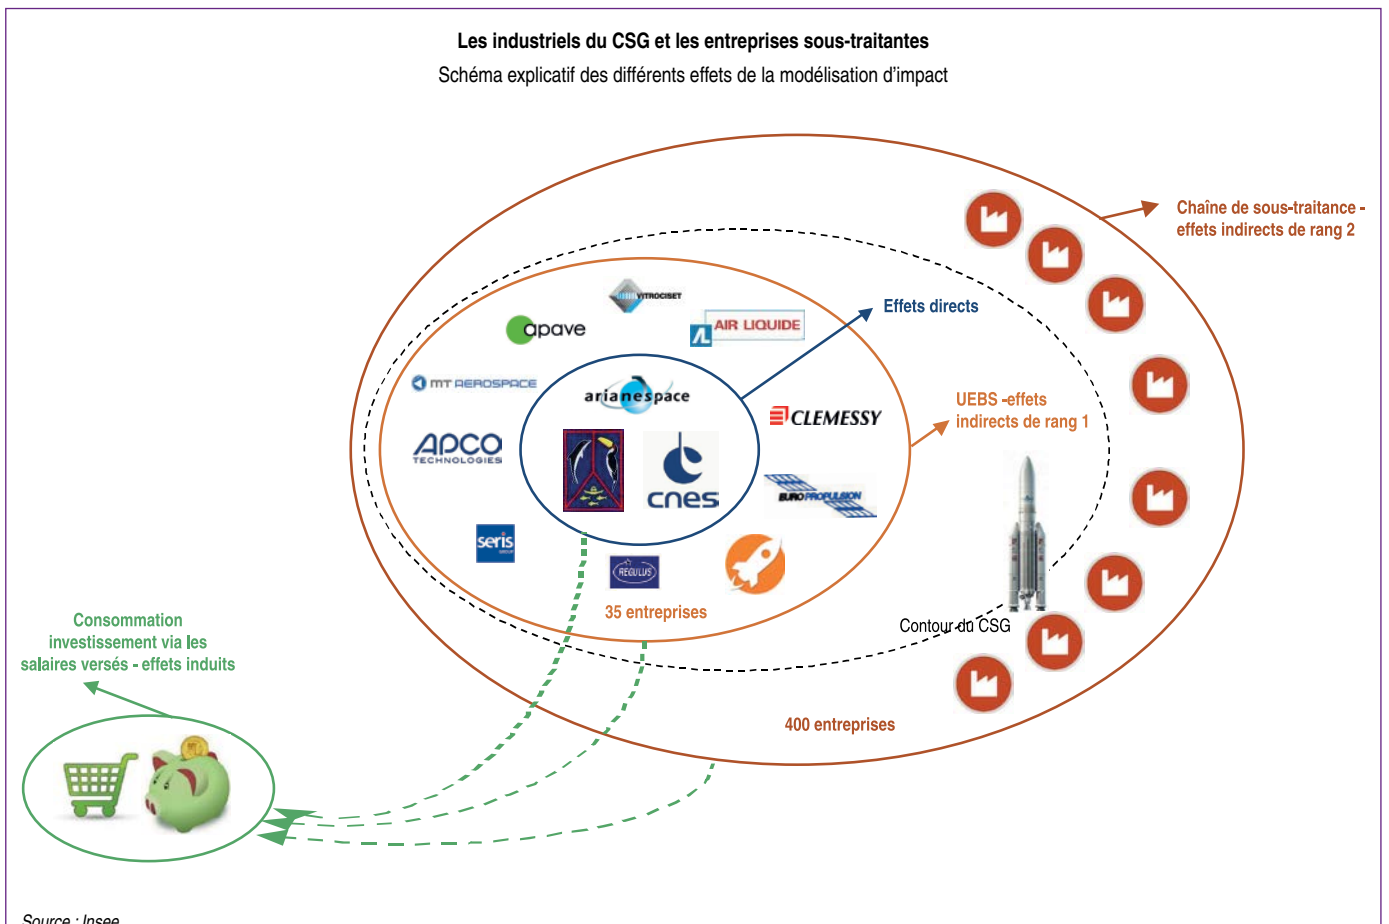 Les industriels du CSG et les entreprises sous-traitantes
Schéma explicatif des différents effets de la modélisation d'impact
Chaîne de sous-traitance -
effets indirects de rang 2
VITROCISET
apave
AIR LIQUIDE
Effets directs
MT AEROSPACE
arianespace
CLEMESSY
UEBS -effets
indirects de rang 1
APCO
TECHNOLOGIES
cnes
EUROPROPULSION
seris
GROUP
REGULUS
35 entreprises
Contour du CSG
Consommation
investissement via les
salaires versés - effets induits
400 entreprises
Source : Insee